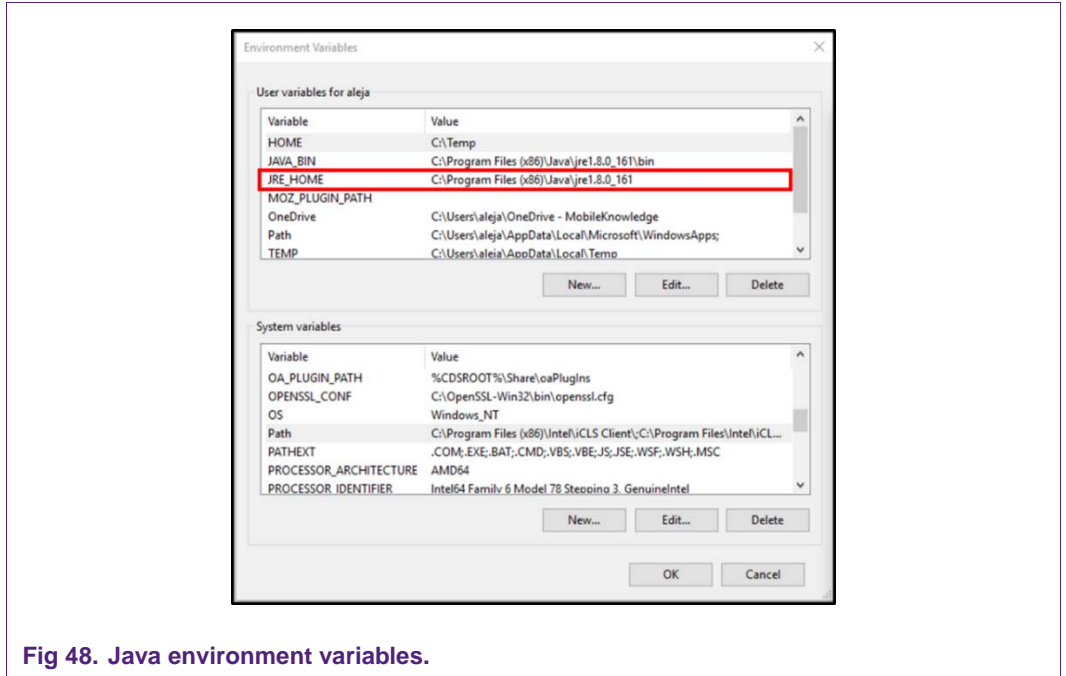 Environment Variables
User variables for aleja
Variable Value
HOME C:\Temp
JAVA_BIN C:\Program Files (x86)\Java\jre1.8.0_161\bin
JRE_HOME C:\Program Files (x86)\Java\jre1.8.0_161
MOZ_PLUGIN_PATH
OneDrive C:\Users\aleja\OneDrive - MobileKnowledge
Path C:\Users\aleja\AppData\Local\Microsoft\WindowsApps;
TEMP C:\Users\aleja\AppData\Local\Temp
New... Edit... Delete
System variables
Variable Value
OA_PLUGIN_PATH %CDSROOT%\Share\oaPlugIns
OPENSSL_CONF C:\OpenSSL-Win32\bin\openssl.cfg
OS Windows_NT
Path C:\Program Files (x86)\Intel\iCLS Client\;C:\Program Files\Intel\iCL...
PATHEXT .COM;.EXE;.BAT;.CMD;.VBS;.VBE;.JS;.JSE;.WSF;.WSH;.MSC
PROCESSOR_ARCHITECTURE AMD64
PROCESSOR_IDENTIFIER Intel64 Family 6 Model 78 Stepping 3, GenuineIntel
New... Edit... Delete
OK Cancel
Fig 48. Java environment variables.